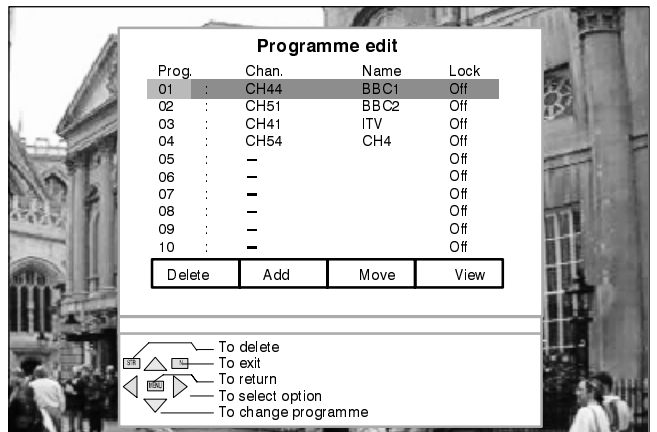 Programme edit
Prog. Chan. Name Lock
01 : CH44 BBC1 Off
02 : CH51 BBC2 Off
03 : CH41 ITV Off
04 : CH54 CH4 Off
05 : – Off
06 : – Off
07 : – Off
08 : – Off
09 : – Off
10 : – Off
Delete Add Move View
To delete
STR To exit
MENU To return
To select option
To change programme